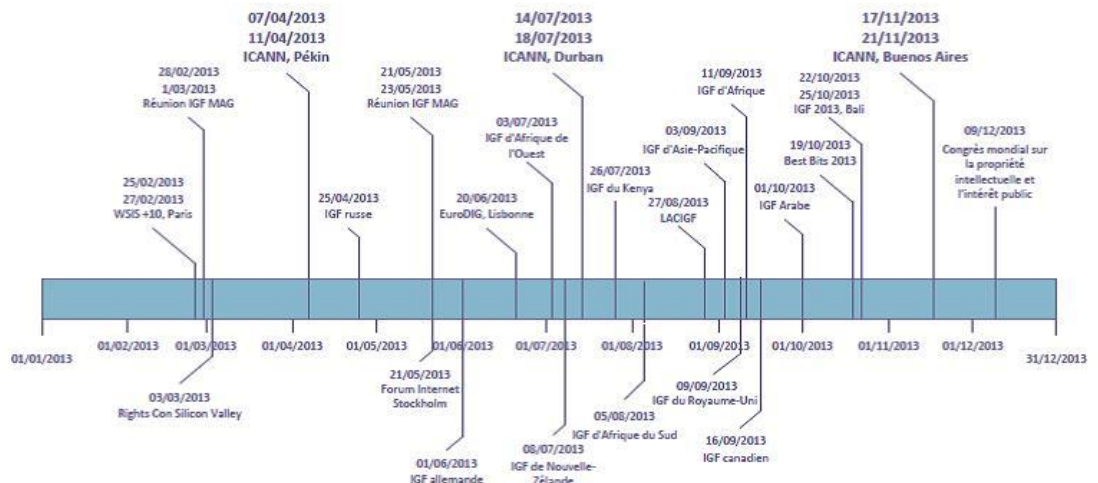 07/04/2013
11/04/2013
ICANN, Pékin
14/07/2013
18/07/2013
ICANN, Durban
17/11/2013
21/11/2013
ICANN, Buenos Aires
28/02/2013
1/03/2013
Réunion IGF MAG
21/05/2013
23/05/2013
Réunion IGF MAG
11/09/2013
IGF d'Afrique
22/10/2013
25/10/2013
IGF 2013, Bali
03/07/2013
IGF d'Afrique de
l'Ouest
03/09/2013
IGF d'Asie-Pacifique
19/10/2013
Best Bits 2013
09/12/2013
Congrès mondial sur
la propriété
intellectuelle et
l'intérêt public
25/02/2013
27/02/2013
WSIS +10, Paris
25/04/2013
IGF russe
20/06/2013
EuroDIG, Lisbonne
26/07/2013
IGF du Kenya
27/08/2013
LACIGF
01/10/2013
IGF Arabe
01/01/2013
01/02/2013
01/03/2013
01/04/2013
01/05/2013
01/06/2013
01/07/2013
01/08/2013
01/09/2013
01/10/2013
01/11/2013
01/12/2013
31/12/2013
03/03/2013
Rights Con Silicon Valley
21/05/2013
Forum Internet
Stockholm
01/06/2013
IGF allemande
08/07/2013
IGF de Nouvelle-
Zélande
05/08/2013
IGF d'Afrique du Sud
09/09/2013
IGF du Royaume-Uni
16/09/2013
IGF canadien